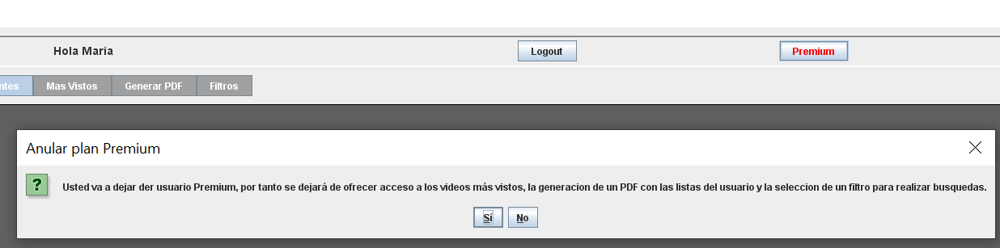 Hola Maria
Logout
Premium
ntes
Mas Vistos
Generar PDF
Filtros
Anular plan Premium
?
Usted va a dejar der usuario Premium, por tanto se dejará de ofrecer acceso a los videos más vistos, la generacion de un PDF con las listas del usuario y la seleccion de un filtro para realizar busquedas.
Sí
No